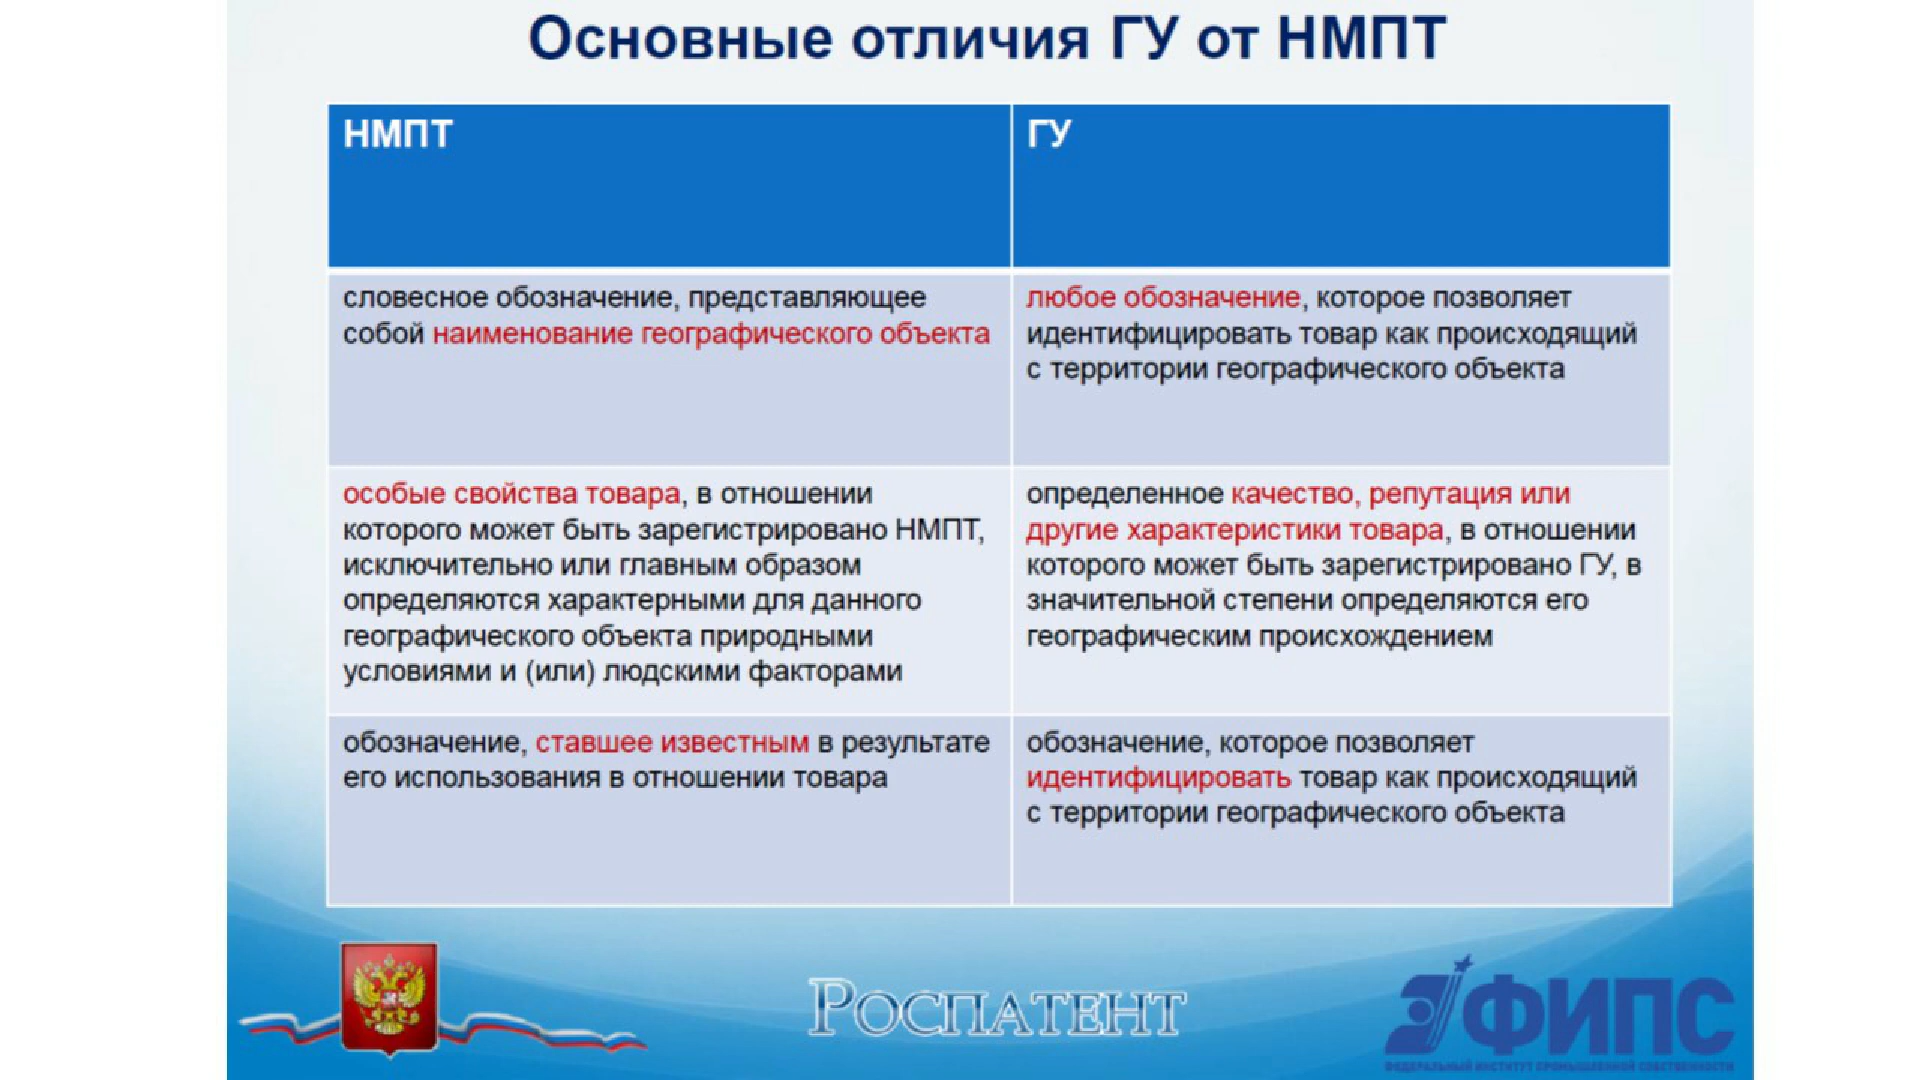 Основные отличия ГУ от НМПТ
НМПТ
ГУ
словесное обозначение, представляющее
собой наименование географического объекта
любое обозначение, которое позволяет
идентифицировать товар как происходящий
с территории географического объекта
особые свойства товара, в отношении
которого может быть зарегистрировано НМПТ,
исключительно или главным образом
определяются характерными для данного
географического объекта природными
условиями и (или) людскими факторами
определенное качество, репутация или
другие характеристики товара, в отношении
которого может быть зарегистрировано ГУ, в
значительной степени определяются его
географическим происхождением
обозначение, ставшее известным в результате
его использования в отношении товара
обозначение, которое позволяет
идентифицировать товар как происходящий
с территории географического объекта
РОСПАТЕНТ
ФИПС
ФЕДЕРАЛЬНЫЙ ИНСТИТУТ ПРОМЫШЛЕННОЙ СОБСТВЕННОСТИ